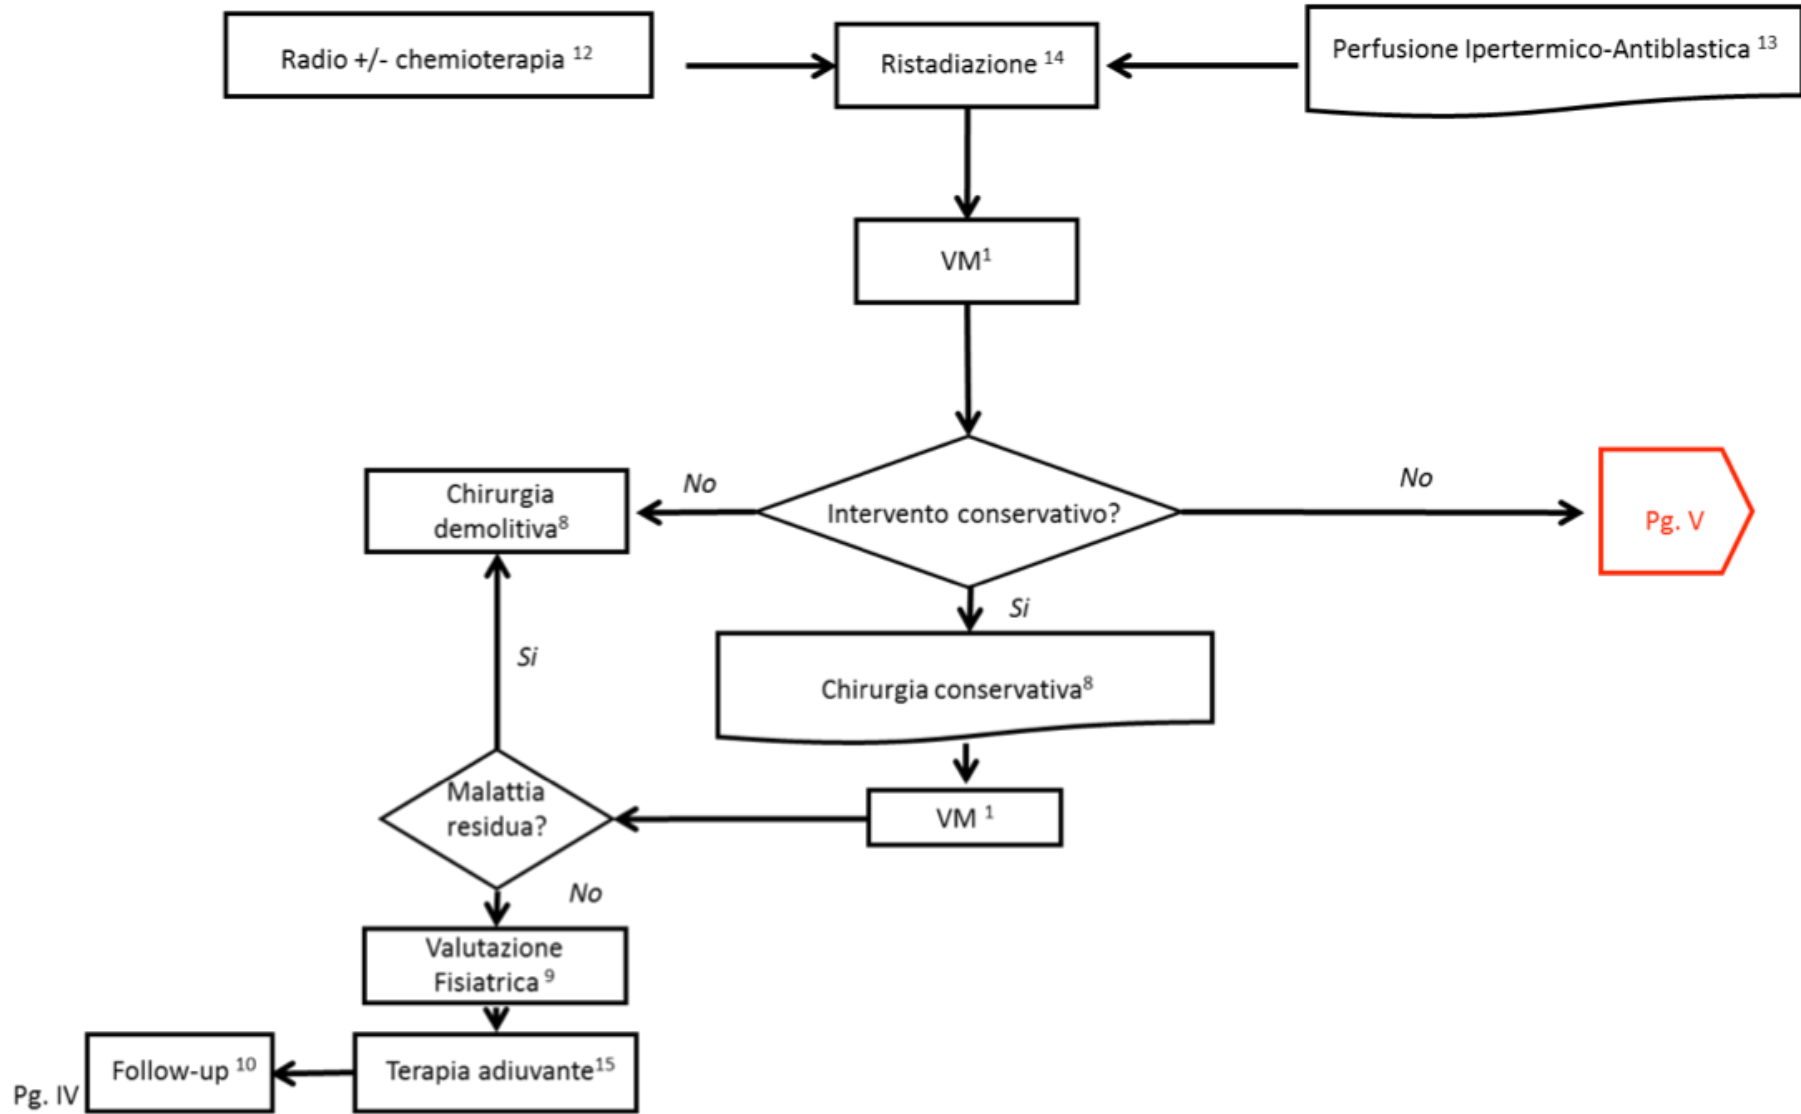 Radio +/- chemioterapia 12
Ristadiazione 14
Perfusione Ipertermico-Antiblastica 13
VM1
Intervento conservativo?
No
No
Chirurgia
demolitiva8
Pg. V
Si
Si
Chirurgia conservativa8
VM 1
Malattia
residua?
No
Valutazione
Fisiatrica 9
Terapia adiuvante15
Follow-up 10
Pg. IV